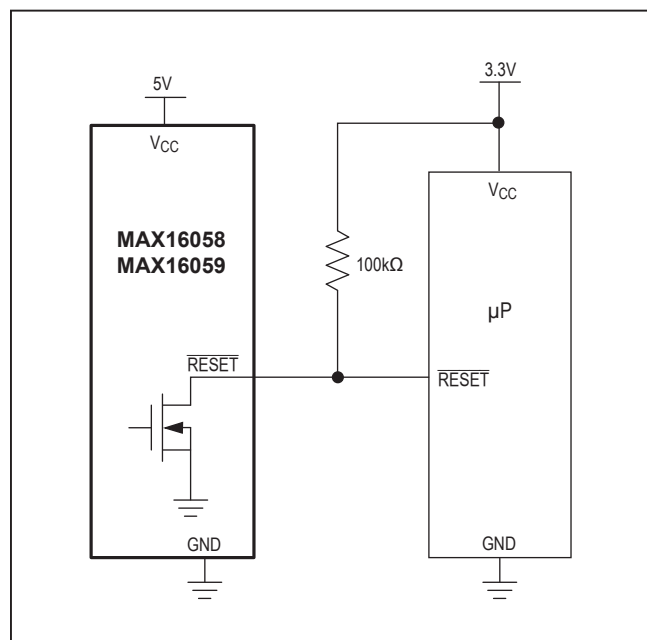 5V
3.3V
VCC
VCC
MAX16058
MAX16059
100kΩ
µP
RESET
RESET
GND
GND